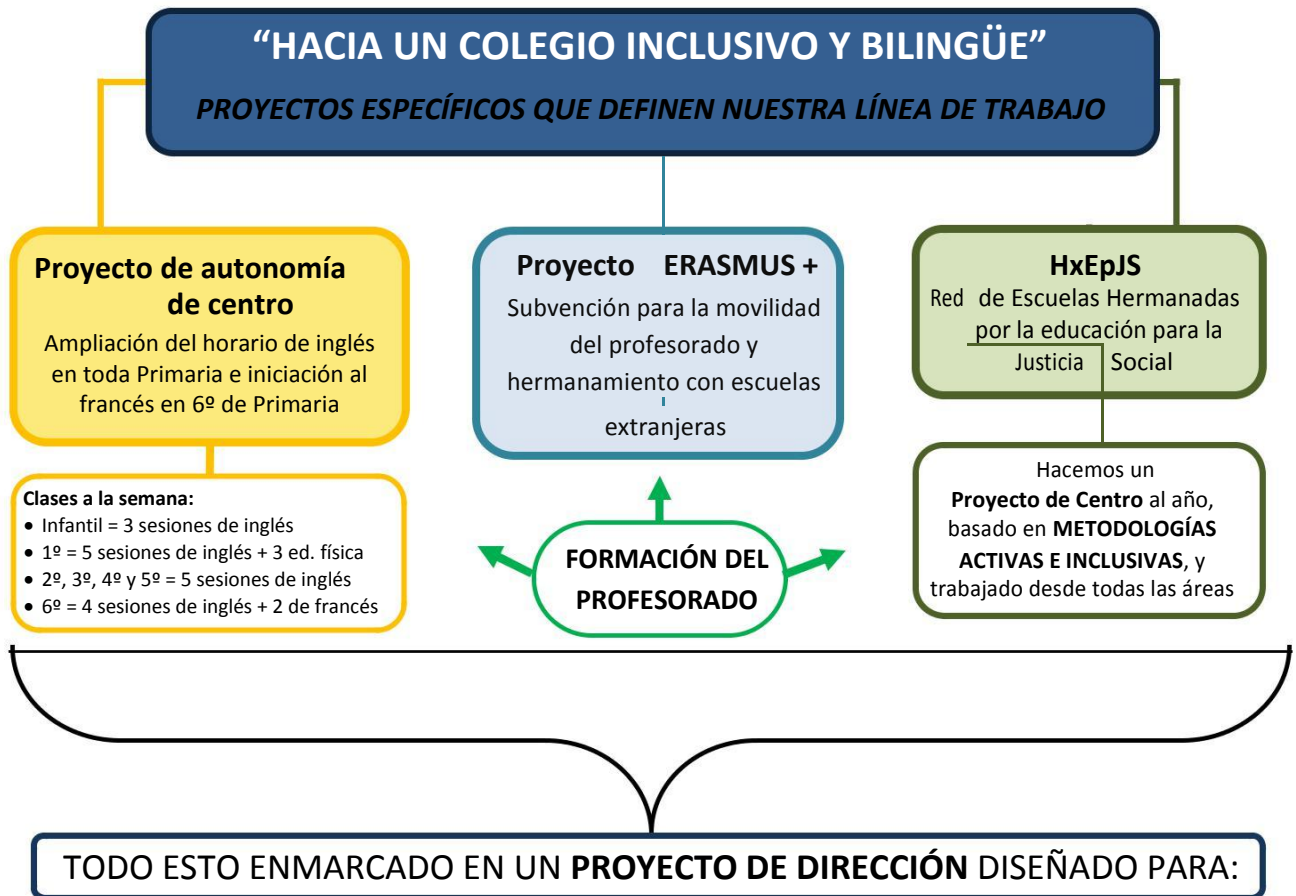 “HACIA UN COLEGIO INCLUSIVO Y BILINGÜE”
PROYECTOS ESPECÍFICOS QUE DEFINEN NUESTRA LÍNEA DE TRABAJO
Proyecto de autonomía
de centro
Ampliación del horario de inglés
en toda Primaria e iniciación al
francés en 6º de Primaria
Clases a la semana:
• Infantil = 3 sesiones de inglés
• 1º = 5 sesiones de inglés + 3 ed. física
• 2º, 3º, 4º y 5º = 5 sesiones de inglés
• 6º = 4 sesiones de inglés + 2 de francés
Proyecto ERASMUS +
Subvención para la movilidad
del profesorado y
hermanamiento con escuelas
extranjeras
FORMACIÓN DEL
PROFESORADO
HxEpJS
Red de Escuelas Hermanadas
por la educación para la
Justicia Social
Hacemos un
Proyecto de Centro al año,
basado en METODOLOGÍAS
ACTIVAS E INCLUSIVAS, y
trabajado desde todas las áreas
TODO ESTO ENMARCADO EN UN PROYECTO DE DIRECCIÓN DISEÑADO PARA: